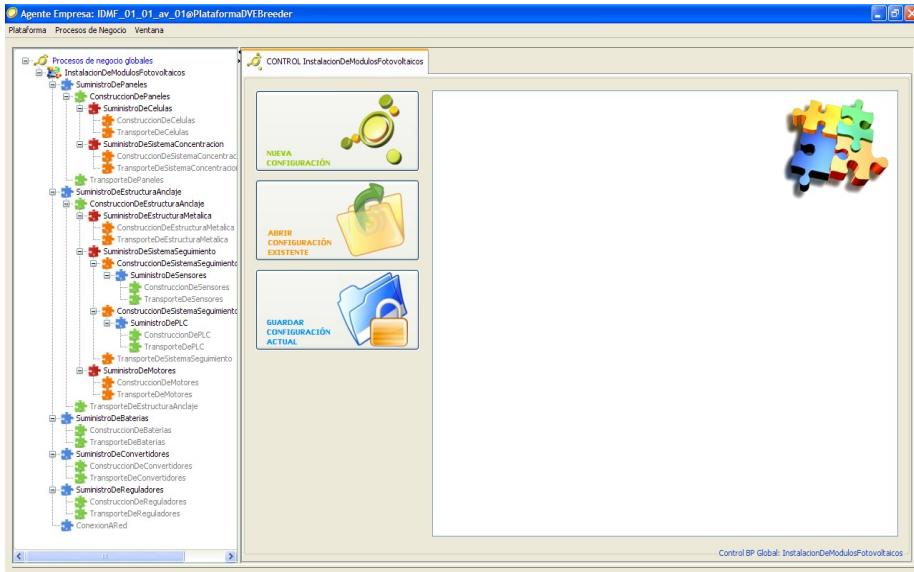 Agente Empresa: IDMF_01_01_av_01@PlataformaDVEBreeder
Plataforma Procesos de Negocio Ventana
Procesos de negocio globales
InstalacionDeModulosFotovoltaicos
SuministroDePaneles
ConstruccionDePaneles
SuministroDeCelulas
ConstruccionDeCelulas
TransporteDeCelulas
SuministroDeSistemaConcentracion
ConstruccionDeSistemaConcentrac
TransporteDeSistemaConcentracion
TransporteDePaneles
SuministroDeEstructuraAnclaje
ConstruccionDeEstructuraAnclaje
SuministroDeEstructuraMetalica
ConstruccionDeEstructuraMetalica
TransporteDeEstructuraMetalica
SuministroDeSistemaSeguimiento
ConstruccionDeSistemaSeguimiento
SuministroDeSensores
ConstruccionDeSensores
TransporteDeSensores
ConstruccionDeSistemaSeguimiento
SuministroDePLC
ConstruccionDePLC
TransporteDePLC
TransporteDeSistemaSeguimiento
SuministroDeMotores
ConstruccionDeMotores
TransporteDeMotores
TransporteDeEstructuraAnclaje
SuministroDeBaterias
ConstruccionDeBaterias
TransporteDeBaterias
SuministroDeConvertidores
ConstruccionDeConvertidores
TransporteDeConvertidores
SuministroDeReguladores
ConstruccionDeReguladores
TransporteDeReguladores
ConexionARed
CONTROL InstalacionDeModulosFotovoltaicos
NUEVA
CONFIGURACIÓN
ABRIR
CONFIGURACIÓN
EXISTENTE
GUARDAR
CONFIGURACIÓN
ACTUAL
Control BP Global: InstalacionDeModulosFotovoltaicos